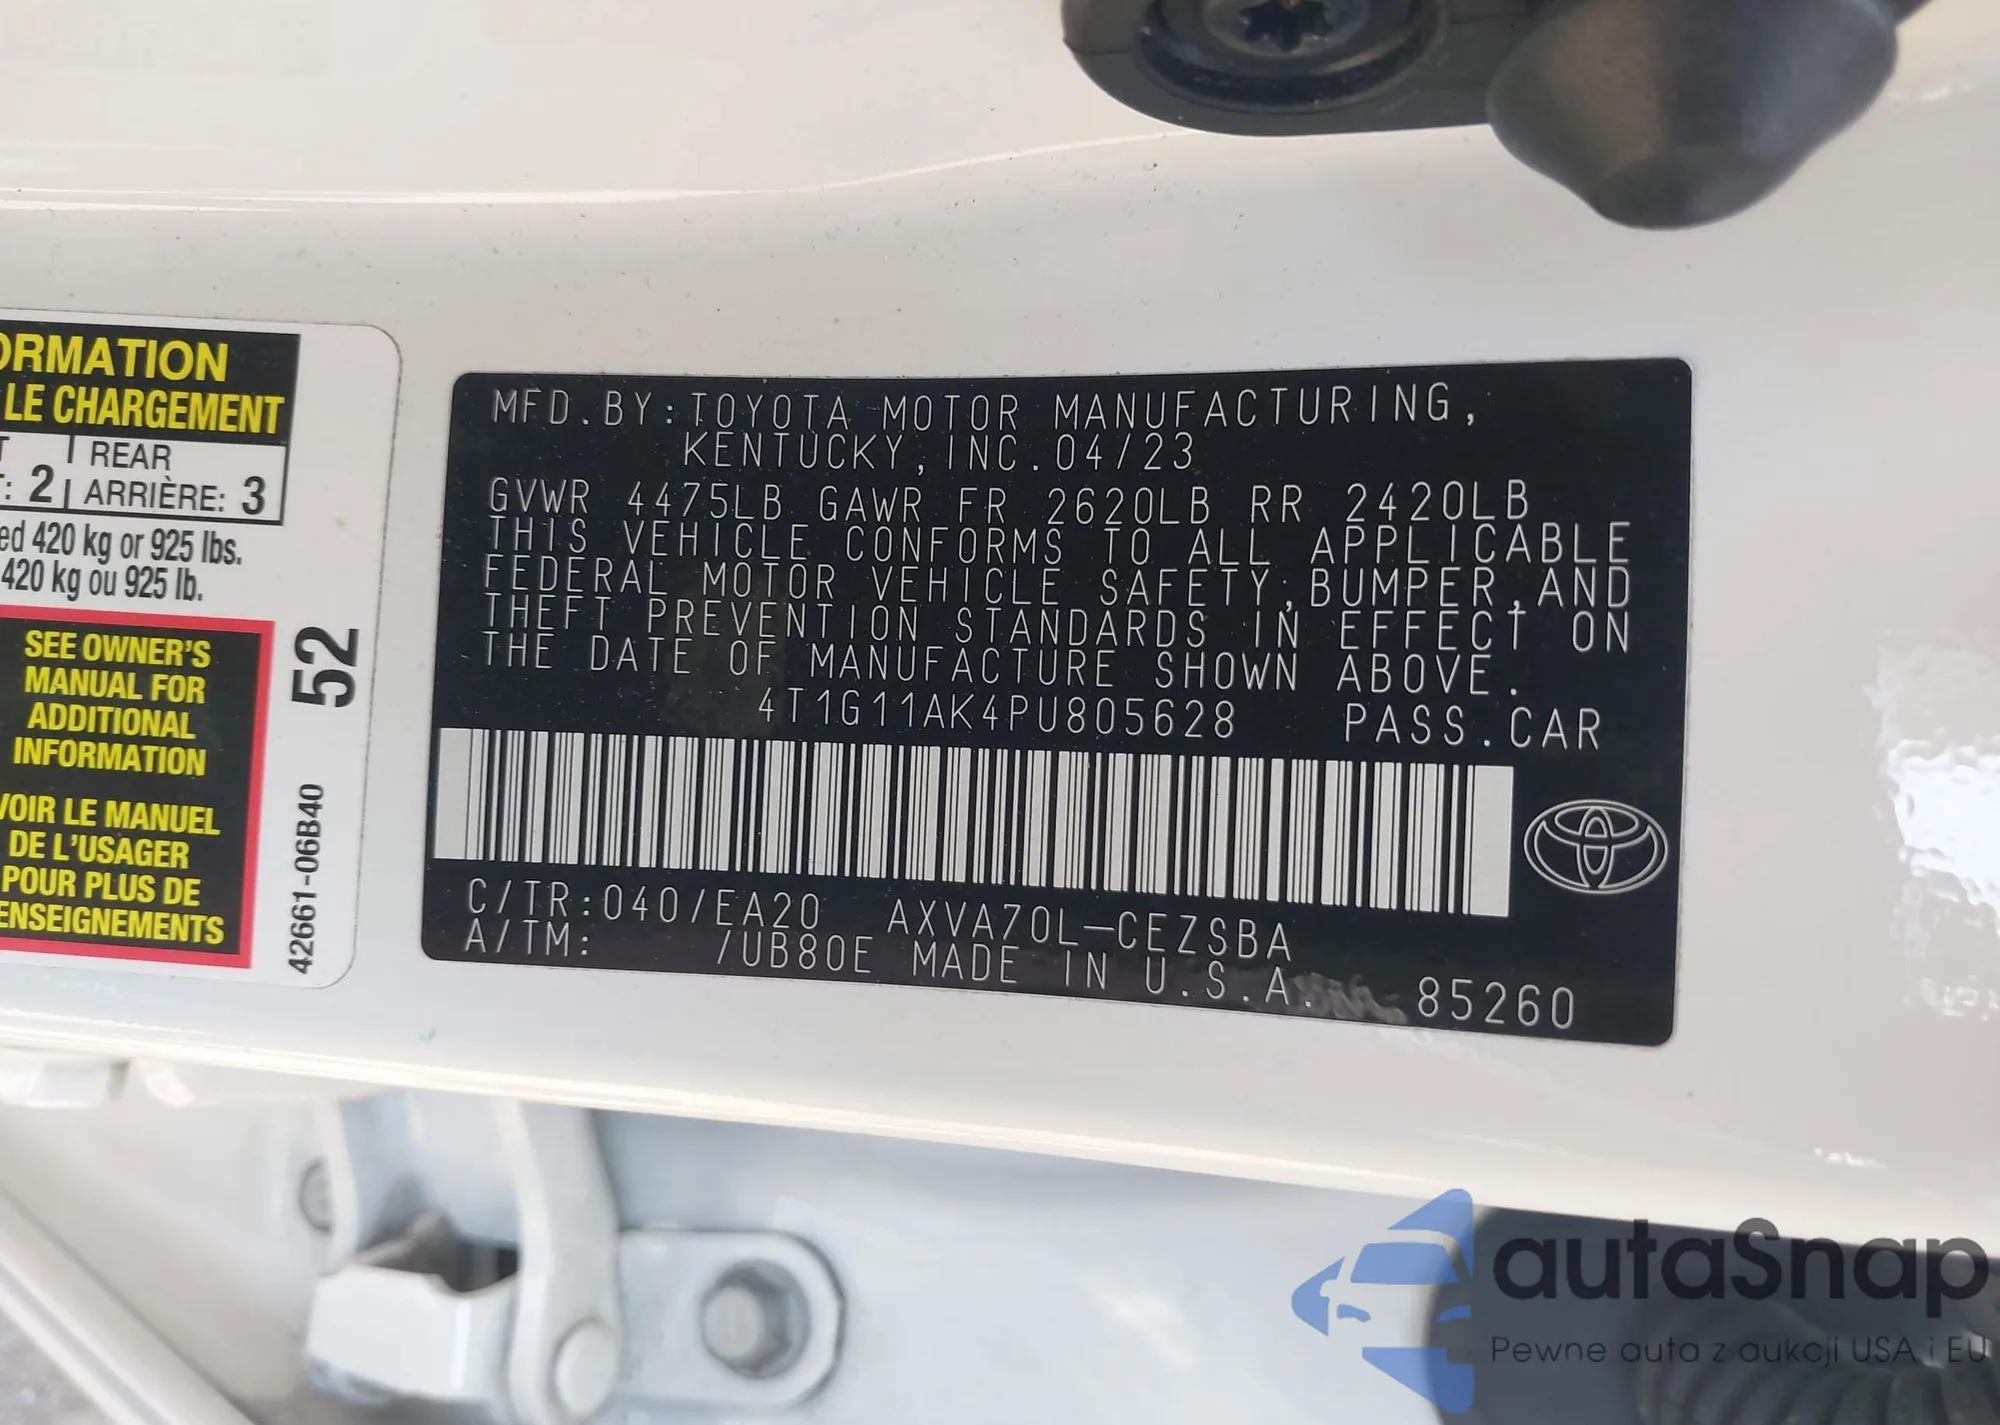 ORMATION
LE CHARGEMENT
T | REAR
: 2 | ARRIÈRE: 3
ed 420 kg or 925 lbs.
420 kg ou 925 lb.
SEE OWNER'S
MANUAL FOR
ADDITIONAL
INFORMATION
VOIR LE MANUEL
DE L'USAGER
POUR PLUS DE
ENSEIGNEMENTS
52
42661-06B40
MFD.BY:TOYOTA MOTOR MANUFACTURING,
KENTUCKY,INC.04/23
GVWR 4475LB GAWR FR 2620LB RR 2420LB
THIS VEHICLE CONFORMS TO ALL APPLICABLE
FEDERAL MOTOR VEHICLE SAFETY,BUMPER,AND
THEFT PREVENTION STANDARDS IN EFFECT ON
THE DATE OF MANUFACTURE SHOWN ABOVE.
4T1G11AK4PU805628 PASS.CAR
C/TR:040/EA20 AXVA70L-CEZSBA
A/TM: /UB80E MADE IN U.S.A. 85260
autaSnap
Pewne auta z aukcji USA i EU